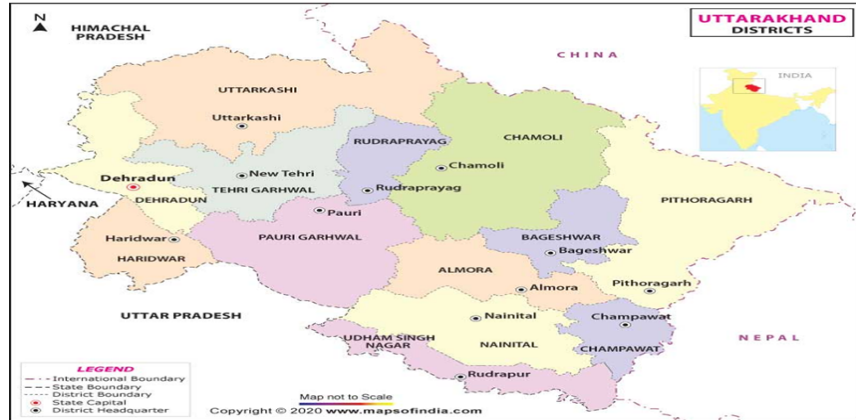 N
HIMACHAL
PRADESH
UTTARAKHAND
DISTRICTS
CHINA
INDIA
UTTARKASHI
Uttarkashi
RUDRAPRAYAG
CHAMOLI
Chamoli
New Tehri
TEHRI GARHWAL
Rudraprayag
Dehradun
DEHRADUN
HARYANA
PITHORAGARH
Pauri
PAURI GARHWAL
Haridwar
HARIDWAR
BAGESHWAR
Bageshwar
ALMORA
Almora
Pithoragarh
UTTAR PRADESH
Nainital
NAINITAL
Champawat
CHAMPAWAT
UDHAM SINGH
NAGAR
NEPAL
Rudrapur
LEGEND
International Boundary
State Boundary
District Boundary
State Capital
District Headquarter
Map not to Scale
Copyright © 2020 www.mapsofindia.com